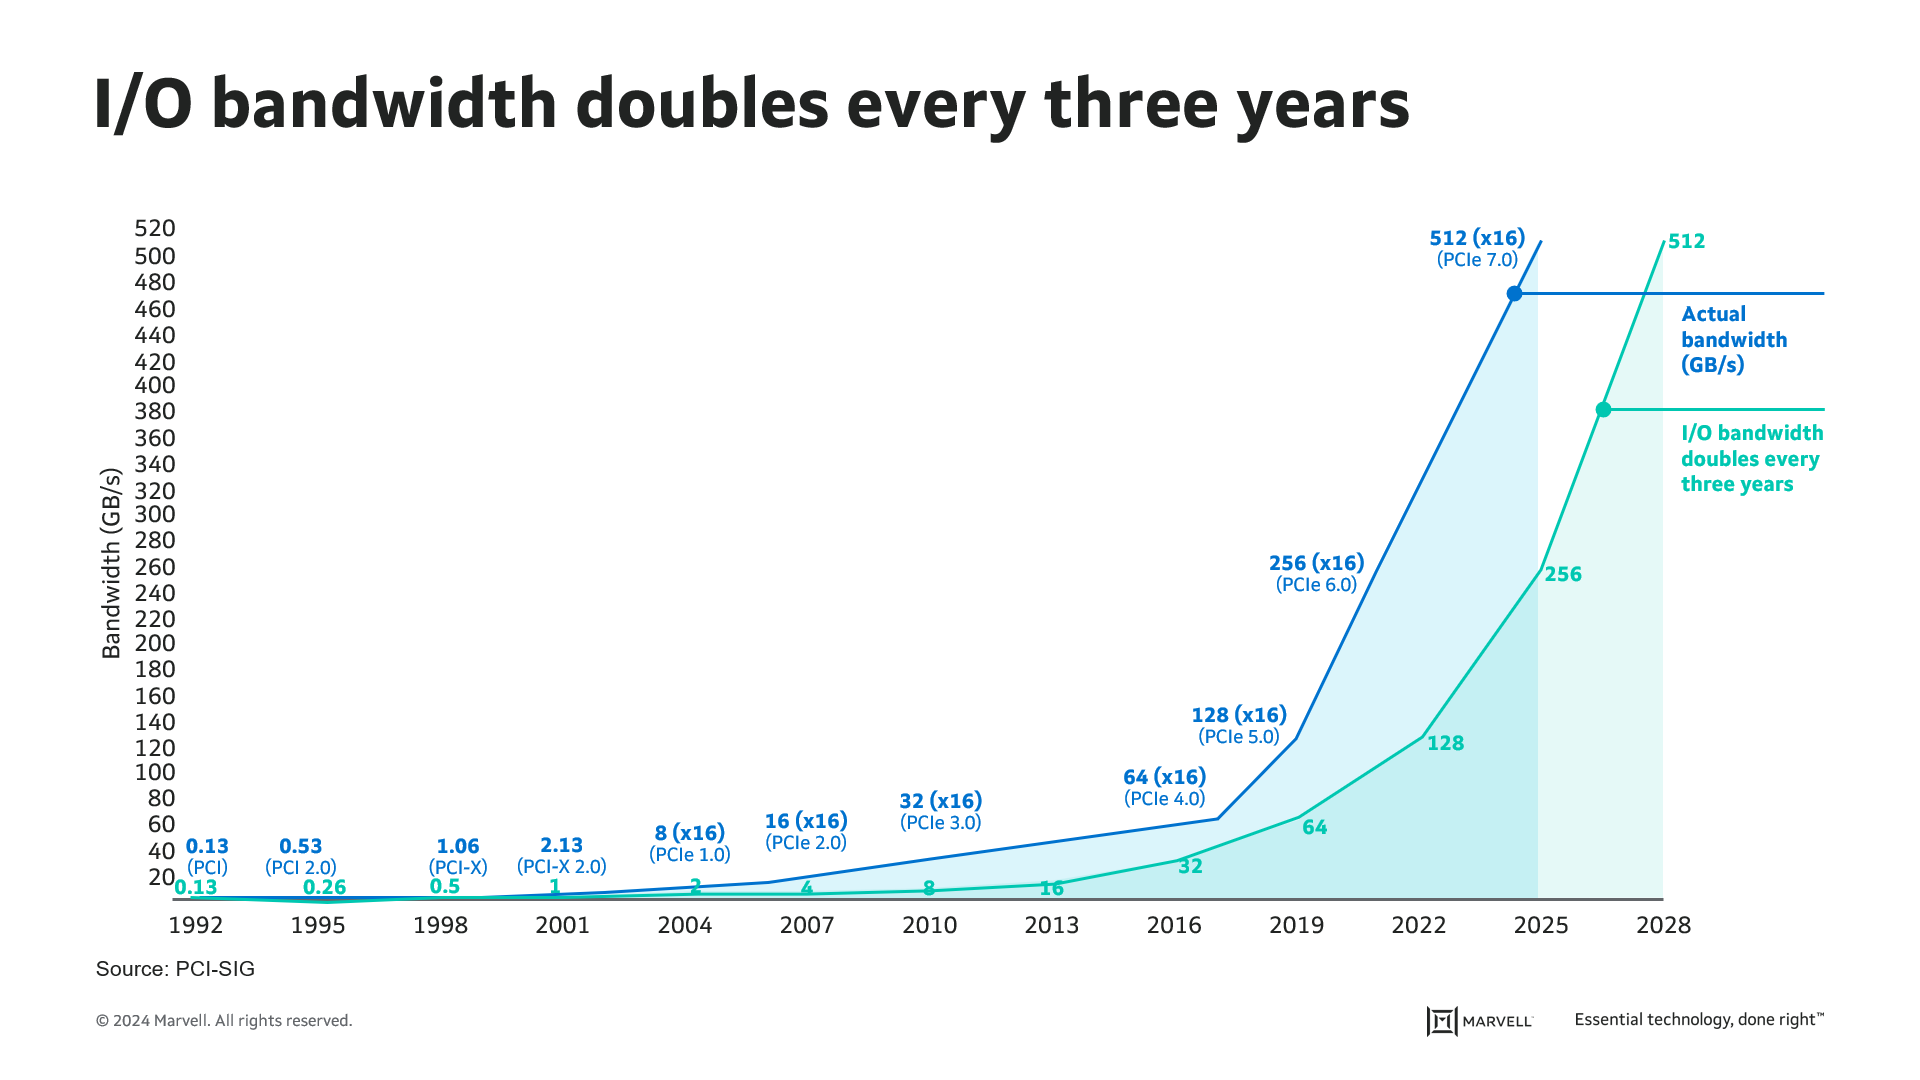 I/O bandwidth doubles every three years
520
500
480
460
440
420
400
380
360
340
320
300
280
260
240
220
200
180
160
140
120
100
80
60
40
20
Bandwidth (GB/s)
512 (x16)
(PCIe 7.0)
512
Actual
bandwidth
(GB/s)
I/O bandwidth
doubles every
three years
256 (x16)
(PCIe 6.0)
256
128 (x16)
(PCIe 5.0)
128
64 (x16)
(PCIe 4.0)
64
32 (x16)
(PCIe 3.0)
32
16 (x16)
(PCIe 2.0)
8 (x16)
(PCIe 1.0)
0.13
(PCI)
0.53
(PCI 2.0)
1.06
(PCI-X)
2.13
(PCI-X 2.0)
0.13
0.26
0.5
1
2
4
8
16
1992
1995
1998
2001
2004
2007
2010
2013
2016
2019
2022
2025
2028
Source: PCI-SIG
© 2024 Marvell. All rights reserved.
MARVELL
Essential technology, done right™